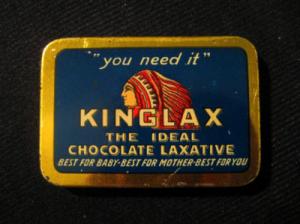 "you need it"
KINGLAX
THE IDEAL
CHOCOLATE LAXATIVE
BEST FOR BABY-BEST FOR MOTHER-BEST FOR YOU